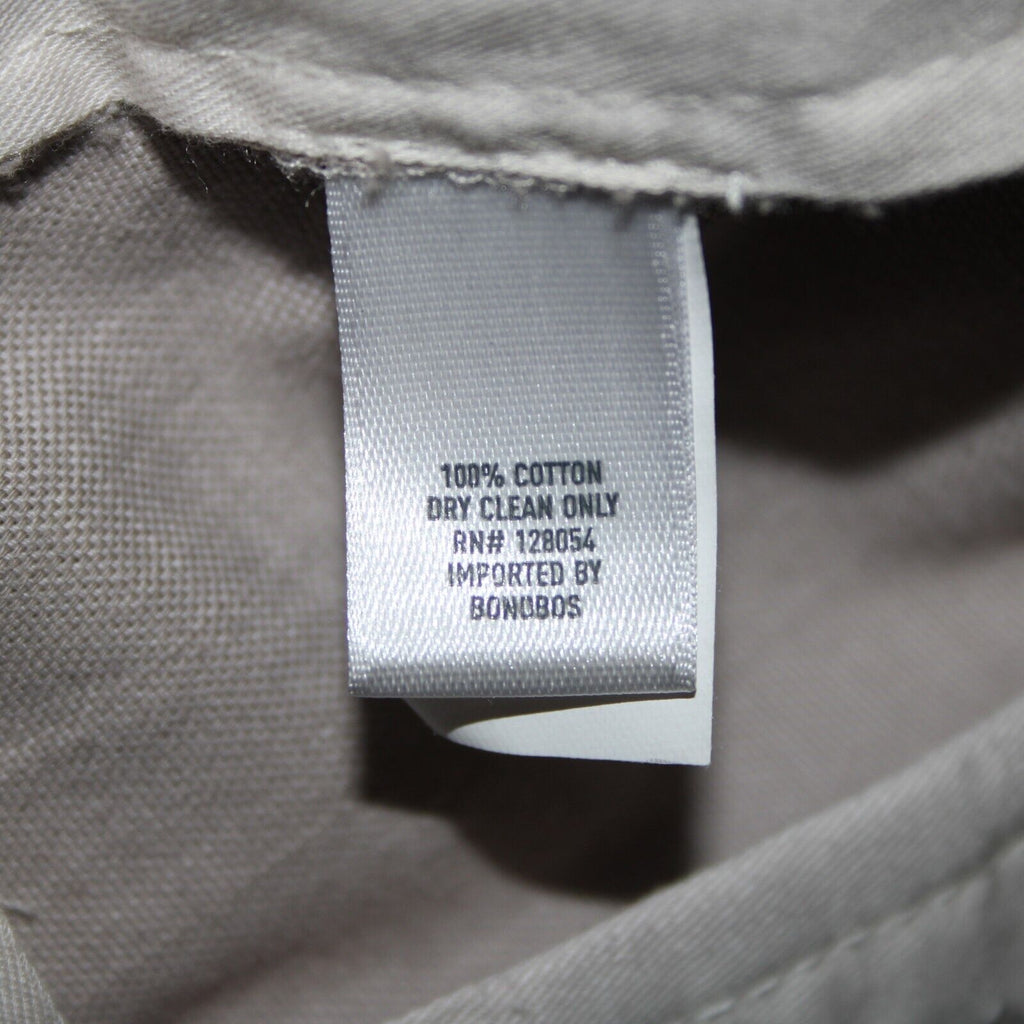 100% COTTON
DRY CLEAN ONLY
RN# 128054
IMPORTED BY
BONOBOS